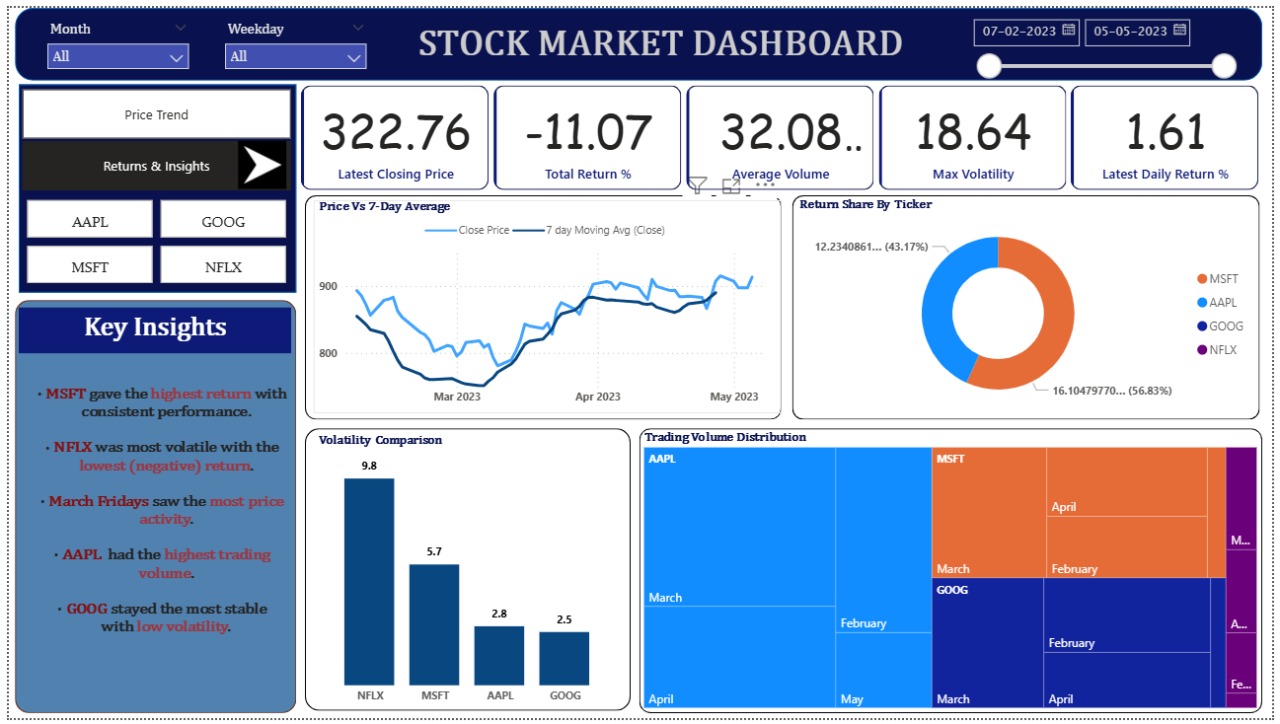 Month
Weekday
All
All
STOCK MARKET DASHBOARD
07-02-2023
05-05-2023
Price Trend
Returns & Insights
AAPL
GOOG
MSFT
NFLX
322.76
Latest Closing Price
-11.07
Total Return %
32.08..
Average Volume
18.64
Max Volatility
1.61
Latest Daily Return %
Key Insights
· MSFT gave the highest return with
consistent performance.
· NFLX was most volatile with the
lowest (negative) return.
· March Fridays saw the most price
activity.
· AAPL had the highest trading
volume.
· GOOG stayed the most stable
with low volatility.
Price Vs 7-Day Average
Close Price
7 day Moving Avg (Close)
900
800
Mar 2023
Apr 2023
May 2023
Return Share By Ticker
12.2340861... (43.17%)
16.10479770... (56.83%)
MSFT
AAPL
GOOG
NFLX
Volatility Comparison
9.8
5.7
2.8
2.5
NFLX
MSFT
AAPL
GOOG
Trading Volume Distribution
AAPL
March
April
February
May
MSFT
March
April
February
GOOG
March
February
April
M...
A...
Fe...